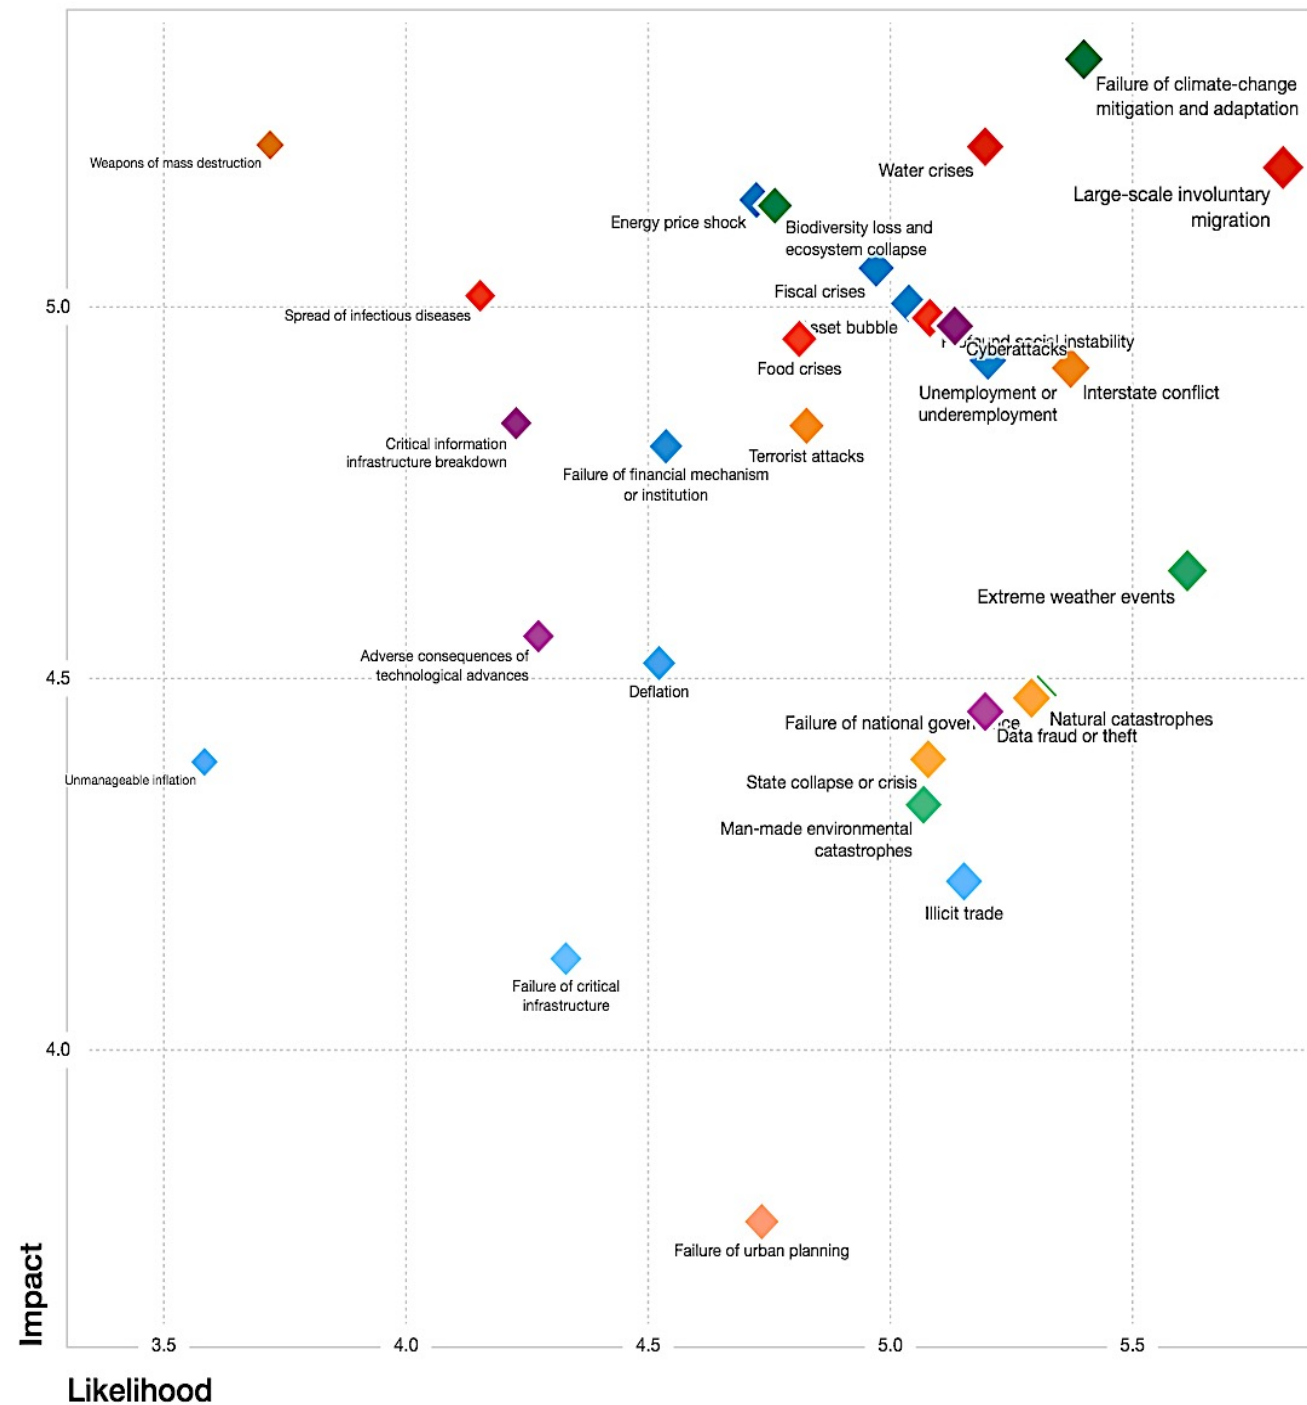 Failure of climate-change
mitigation and adaptation
Weapons of mass destruction
Water crises
Large-scale involuntary
migration
Energy price shock
Biodiversity loss and
ecosystem collapse
Fiscal crises
5.0
Spread of infectious diseases
bubble
social instability
Cyberattacks
Food crises
Unemployment or
underemployment
Interstate conflict
Critical information
infrastructure breakdown
Terrorist attacks
Failure of financial mechanism
or institution
Extreme weather events
Adverse consequences of
technological advances
4.5
Deflation
Failure of national
Natural catastrophes
Data fraud or theft
Unmanageable inflation
State collapse or crisis
Man-made environmental
catastrophes
Illicit trade
Failure of critical
infrastructure
4.0
Failure of urban planning
Impact
3.5 4.0 4.5 5.0 5.5
Likelihood